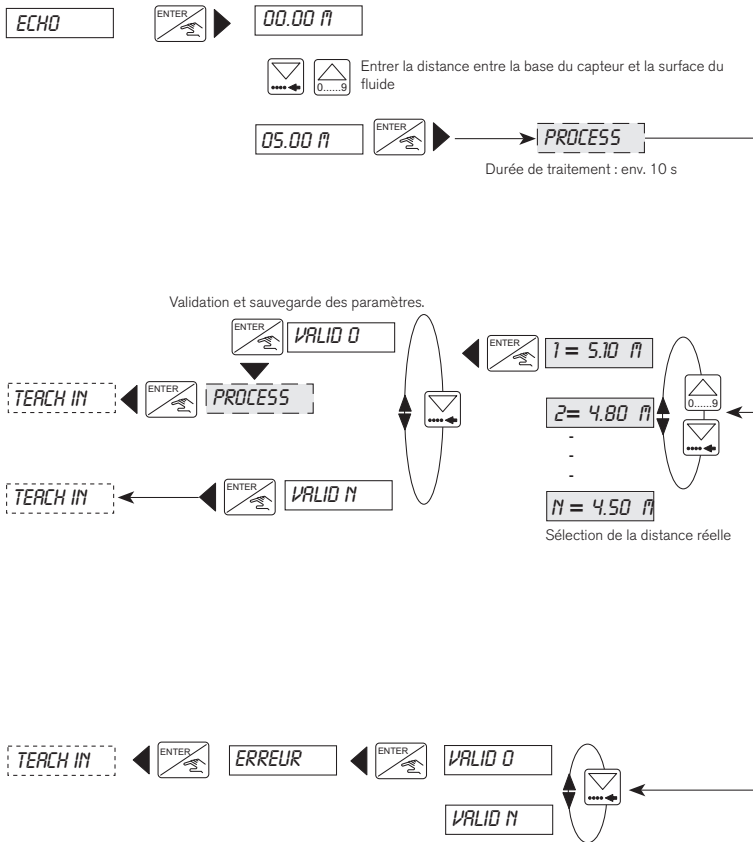 ECHO
ENTER
00.00 M
0......9
Entrer la distance entre la base du capteur et la surface du
fluide
05.00 M
ENTER
PROCESS
Durée de traitement : env. 10 s
Validation et sauvegarde des paramètres.
ENTER
VALID O
ENTER
1 = 5.10 M
TEACH IN
ENTER
PROCESS
0......9
2= 4.80 M
-
-
-
TEACH IN
ENTER
VALID N
N = 4.50 M
Sélection de la distance réelle
TEACH IN
ENTER
ERREUR
ENTER
VALID O
VALID N